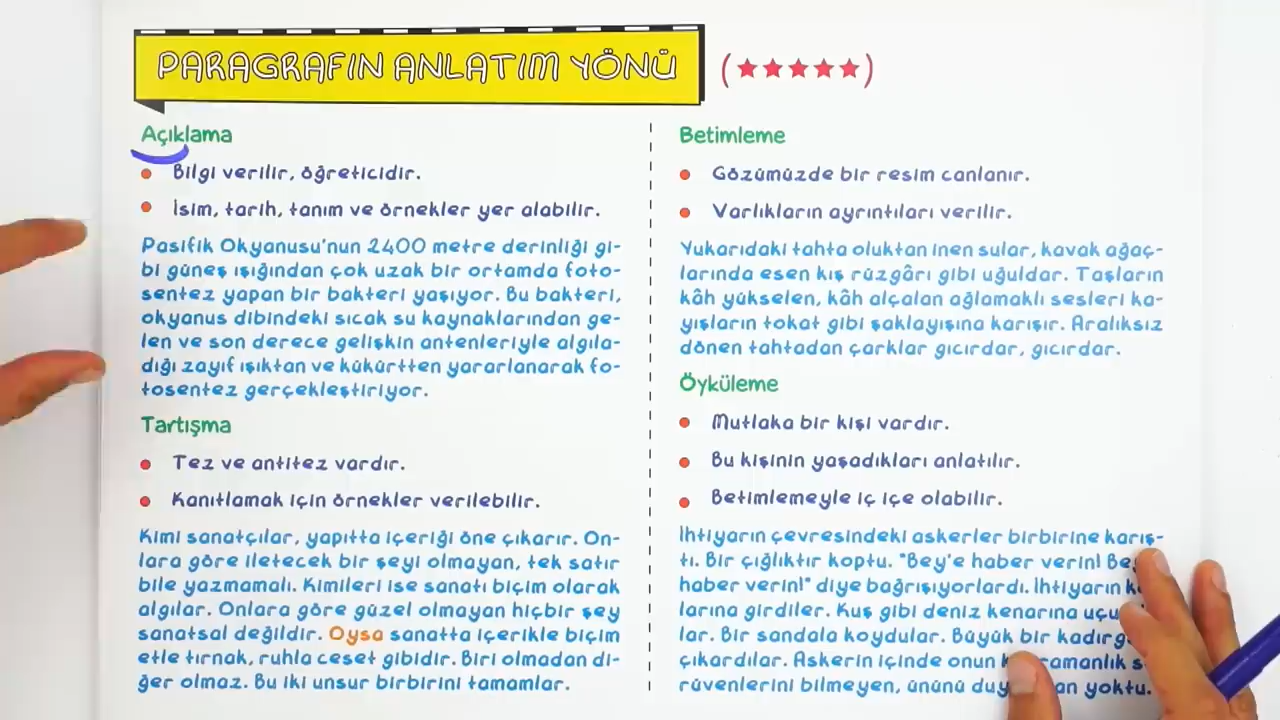 PARAGRAFIN ANLATIM YÖNÜ
Açıklama
Bilgi verilir, öğreticidir.
İsim, tarih, tanım ve örnekler yer alabilir.
Pasifik Okyanusu'nun 2400 metre derinliği gi-
bi güneş ışığından çok uzak bir ortamda foto-
sentez yapan bir bakteri yaşıyor. Bu bakteri,
okyanus dibindeki sıcak su kaynaklarından ge-
len ve son derece gelişkin antenleriyle algıla-
dığı zayıf ışıktan ve kükürtten yararlanarak fo-
tosentez gerçekleştiriyor.
Tartışma
Tez ve antitez vardır.
Kanıtlamak için örnekler verilebilir.
Kimi sanatçılar, yapıtta içeriği öne çıkarır. On-
lara göre iletecek bir şeyi olmayan, tek satır
bile yazmamalı. Kimileri ise sanatı biçim olarak
algılar. Onlara göre güzel olmayan hiçbir şey
sanatsal değildir. Oysa sanatta içerikle biçim
etle tırnak, ruhla ceset gibidir. Biri olmadan di-
ğer olmaz. Bu iki unsur birbirini tamamlar.
Betimleme
Gözümüzde bir resim canlanır.
Varlıkların ayrıntıları verilir.
Yukarıdaki tahta oluktan inen sular, kavak ağaç-
larında esen kış rüzgârı gibi uğuldar. Taşların
kâh yükselen, kâh alçalan ağlamaklı sesleri ka-
yışların tokat gibi şaklayışına karışır. Aralıksız
dönen tahtadan çarklar gıcırdar, gıcırdar.
Öyküleme
Mutlaka bir kişi vardır.
Bu kişinin yaşadıkları anlatılır.
Betimlemeyle iç içe olabilir.
İhtiyarın çevresindeki askerler birbirine karış-
tı. Bir çığlıktır koptu. "Bey'e haber verin!
haber verin!" diye bağrışıyorlardı. İhtiyarın
larına girdiler. Kuş gibi deniz kenarına
lar. Bir sandala koydular. Büyük bir
çıkardılar. Askerin içinde onun
rüvenlerini bilmeyen, ününü yoktu.